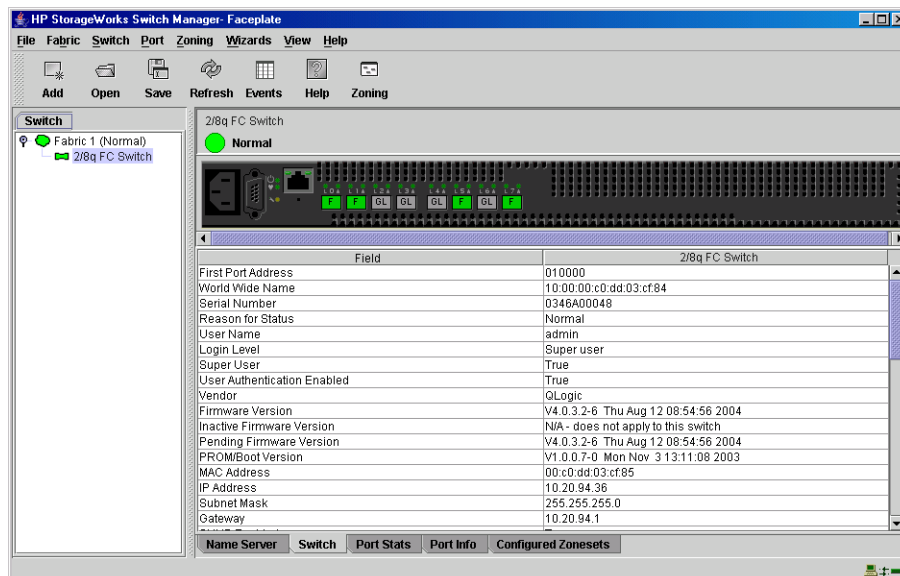 HP StorageWorks Switch Manager- Faceplate
File Fabric Switch Port Zoning Wizards View Help
Add Open Save Refresh Events Help Zoning
Switch
Fabric 1 (Normal)
2/8q FC Switch
2/8q FC Switch
Normal
L0 L1 L2 L3 L4 L5 L6 L7
F F GL GL GL F GL F
Field 2/8q FC Switch
First Port Address 010000
World Wide Name 10:00:00:c0:dd:03:cf:84
Serial Number 0346A00048
Reason for Status Normal
User Name admin
Login Level Super user
Super User True
User Authentication Enabled True
Vendor QLogic
Firmware Version V4.0.3.2-6 Thu Aug 12 08:54:56 2004
Inactive Firmware Version N/A - does not apply to this switch
Pending Firmware Version V4.0.3.2-6 Thu Aug 12 08:54:56 2004
PROM/Boot Version V1.0.0.7-0 Mon Nov 3 13:11:08 2003
MAC Address 00:c0:dd:03:cf:85
IP Address 10.20.94.36
Subnet Mask 255.255.255.0
Gateway 10.20.94.1
Name Server Switch Port Stats Port Info Configured Zonesets